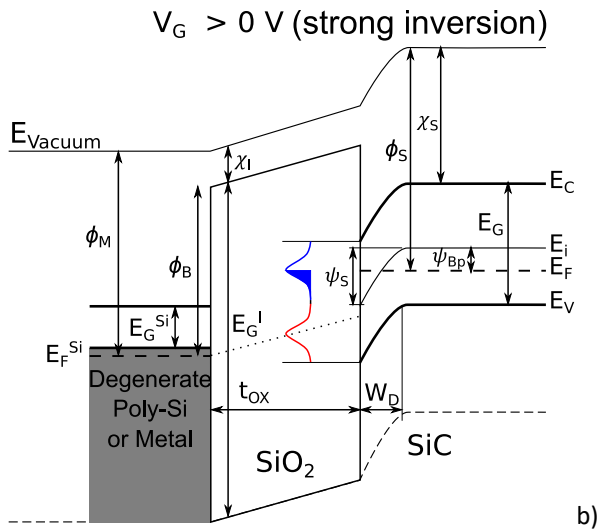 V_G > 0 V (strong inversion)
E_Vacuum
χ_I
χ_S
ϕ_S
ϕ_M
ϕ_B
E_C
E_G
E_i
ψ_Bp
E_F
ψ_S
E_V
E_G^Si
E_G^I
E_F^Si
Degenerate
Poly-Si
or Metal
t_OX
W_D
SiO₂
SiC
b)